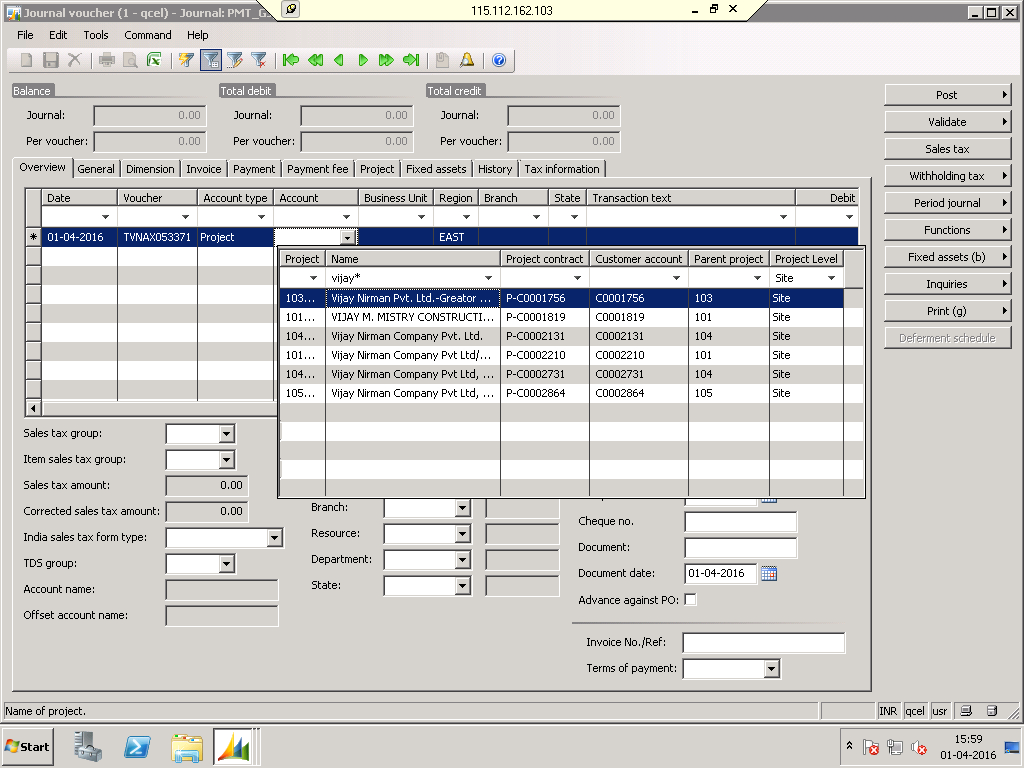 Journal voucher (1 - qcel) - Journal: PMT_G
115.112.162.103
File Edit Tools Command Help
Balance Total debit Total credit
Journal: 0.00 Journal: 0.00 Journal: 0.00
Per voucher: 0.00 Per voucher: 0.00 Per voucher: 0.00
Overview General Dimension Invoice Payment Payment fee Project Fixed assets History Tax information
Date Voucher Account type Account Business Unit Region Branch State Transaction text Debit
* 01-04-2016 TVNAX053371 Project EAST
Project Name Project contract Customer account Parent project Project Level
vijay* Site
103... Vijay Nirman Pvt. Ltd.-Greator ... P-C0001756 C0001756 103 Site
101... VIJAY M. MISTRY CONSTRUCTI... P-C0001819 C0001819 101 Site
104... Vijay Nirman Company Pvt. Ltd. P-C0002131 C0002131 104 Site
101... Vijay Nirman Company Pvt Ltd/... P-C0002210 C0002210 101 Site
104... Vijay Nirman Company Pvt Ltd, ... P-C0002731 C0002731 104 Site
105... Vijay Nirman Company Pvt Ltd, ... P-C0002864 C0002864 105 Site
Sales tax group:
Item sales tax group:
Sales tax amount: 0.00
Corrected sales tax amount: 0.00
India sales tax form type:
TDS group:
Account name:
Offset account name:
Branch:
Resource:
Department:
State:
Cheque no.
Document:
Document date: 01-04-2016
Advance against PO:
Invoice No./Ref:
Terms of payment:
Post
Validate
Sales tax
Withholding tax
Period journal
Functions
Fixed assets (b)
Inquiries
Print (g)
Deferment schedule
Name of project. INR qcel usr
Start
15:59
01-04-2016